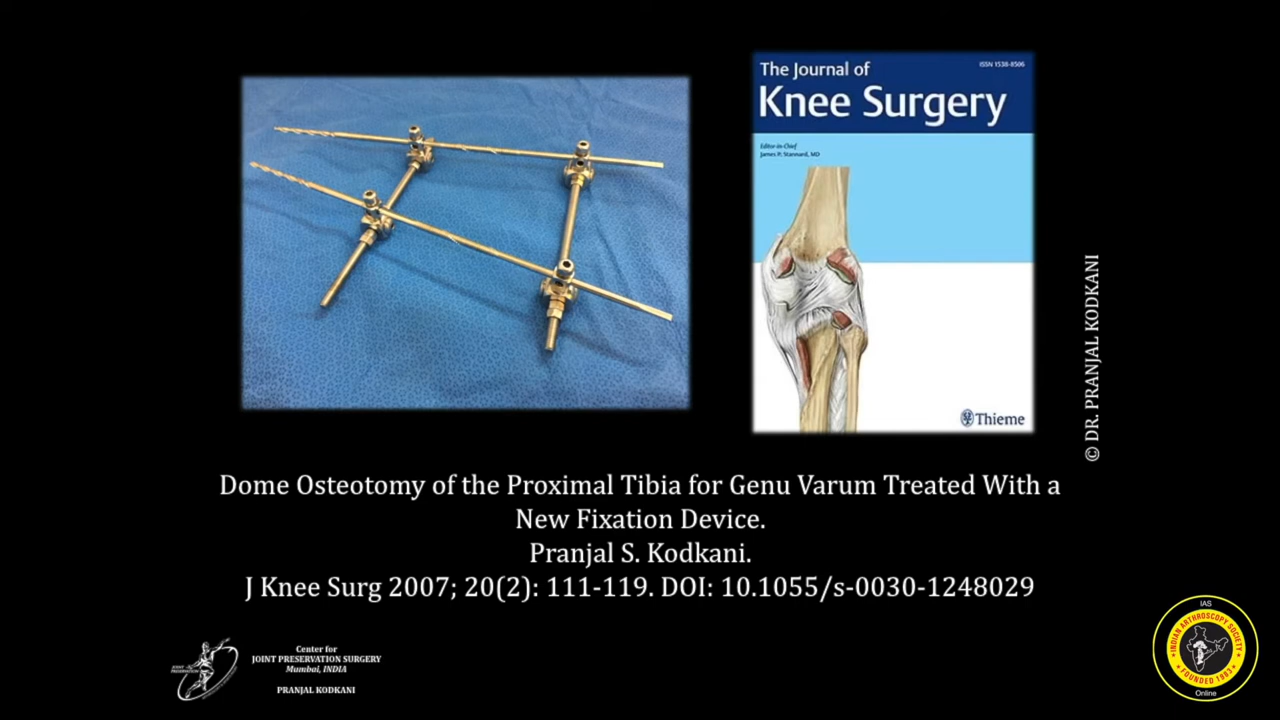 The Journal of
ISSN 1538-8506
Knee Surgery
Editor-in-Chief
James P. Stannard, MD
Thieme
© DR. PRANJAL KODKANI
Dome Osteotomy of the Proximal Tibia for Genu Varum Treated With a
New Fixation Device.
Pranjal S. Kodkani.
J Knee Surg 2007; 20(2): 111-119. DOI: 10.1055/s-0030-1248029
JOINT
PRESERVATION
Center for
JOINT PRESERVATION SURGERY
Mumbai, INDIA
PRANJAL KODKANI
IAS
INDIAN ARTHROSCOPY SOCIETY
FOUNDED 1983
Online